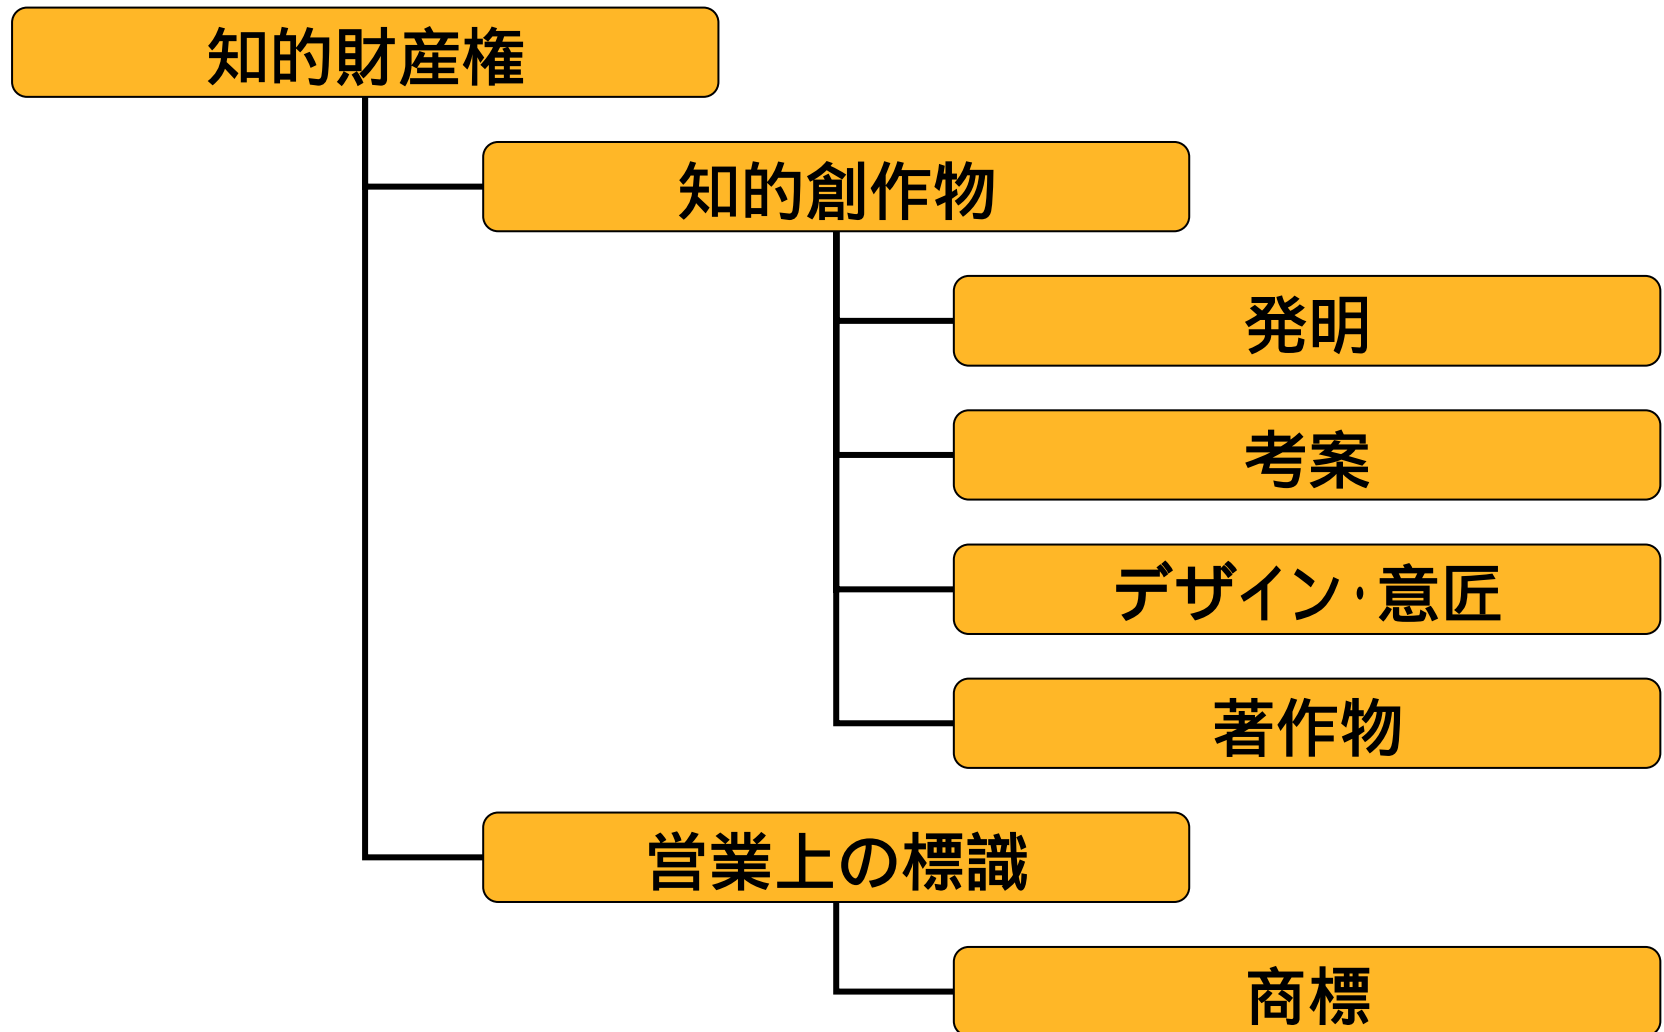 知的財産権
知的創作物
発明
考案
デザイン・意匠
著作物
営業上の標識
商標